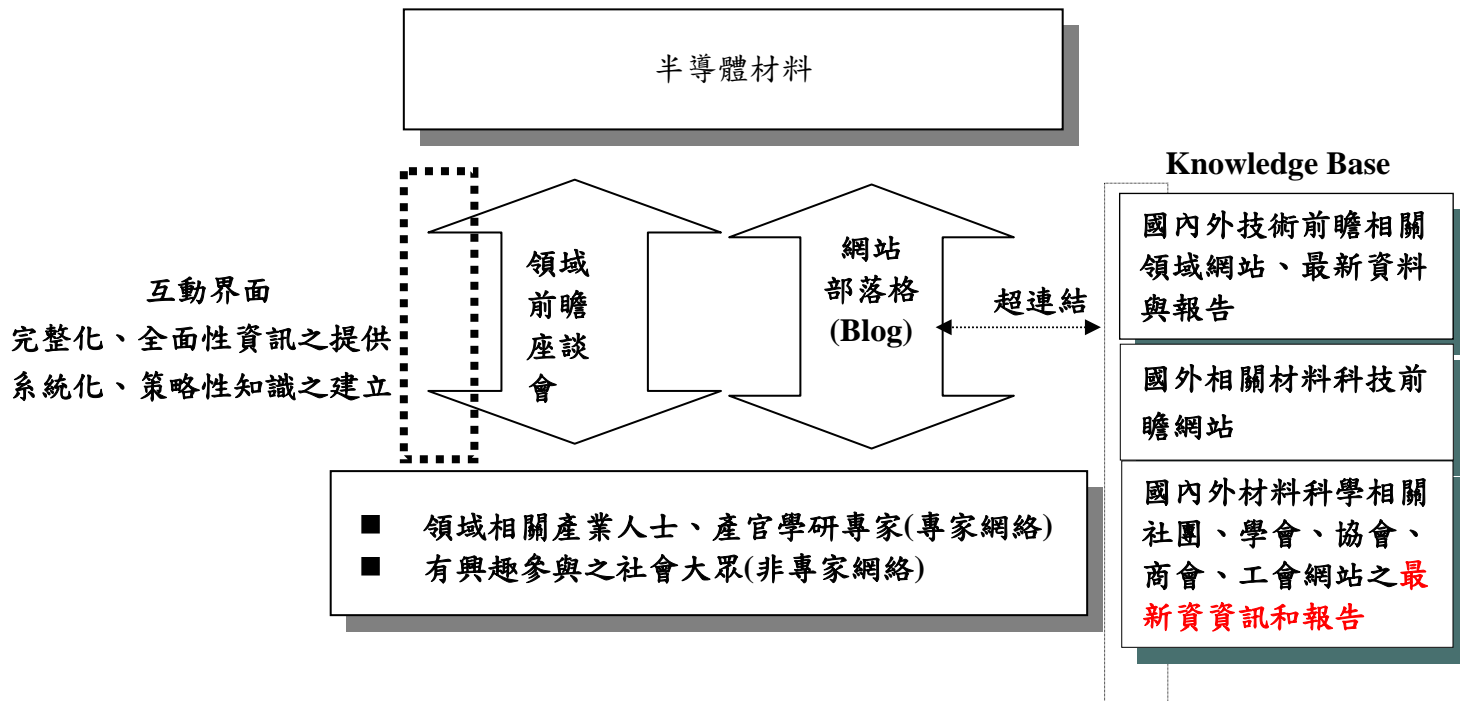 半導體材料
互動界面
完整化、全面性資訊之提供
系統化、策略性知識之建立
領域
前瞻
座談
會
網站
部落格
(Blog)
超連結
Knowledge Base
國內外技術前瞻相關
領域網站、最新資料
與報告
國外相關材料科技前
瞻網站
國內外材料科學相關
社團、學會、協會、
商會、工會網站之最
新資資訊和報告
■ 領域相關產業人士、產官學研專家(專家網絡)
■ 有興趣參與之社會大眾(非專家網絡)